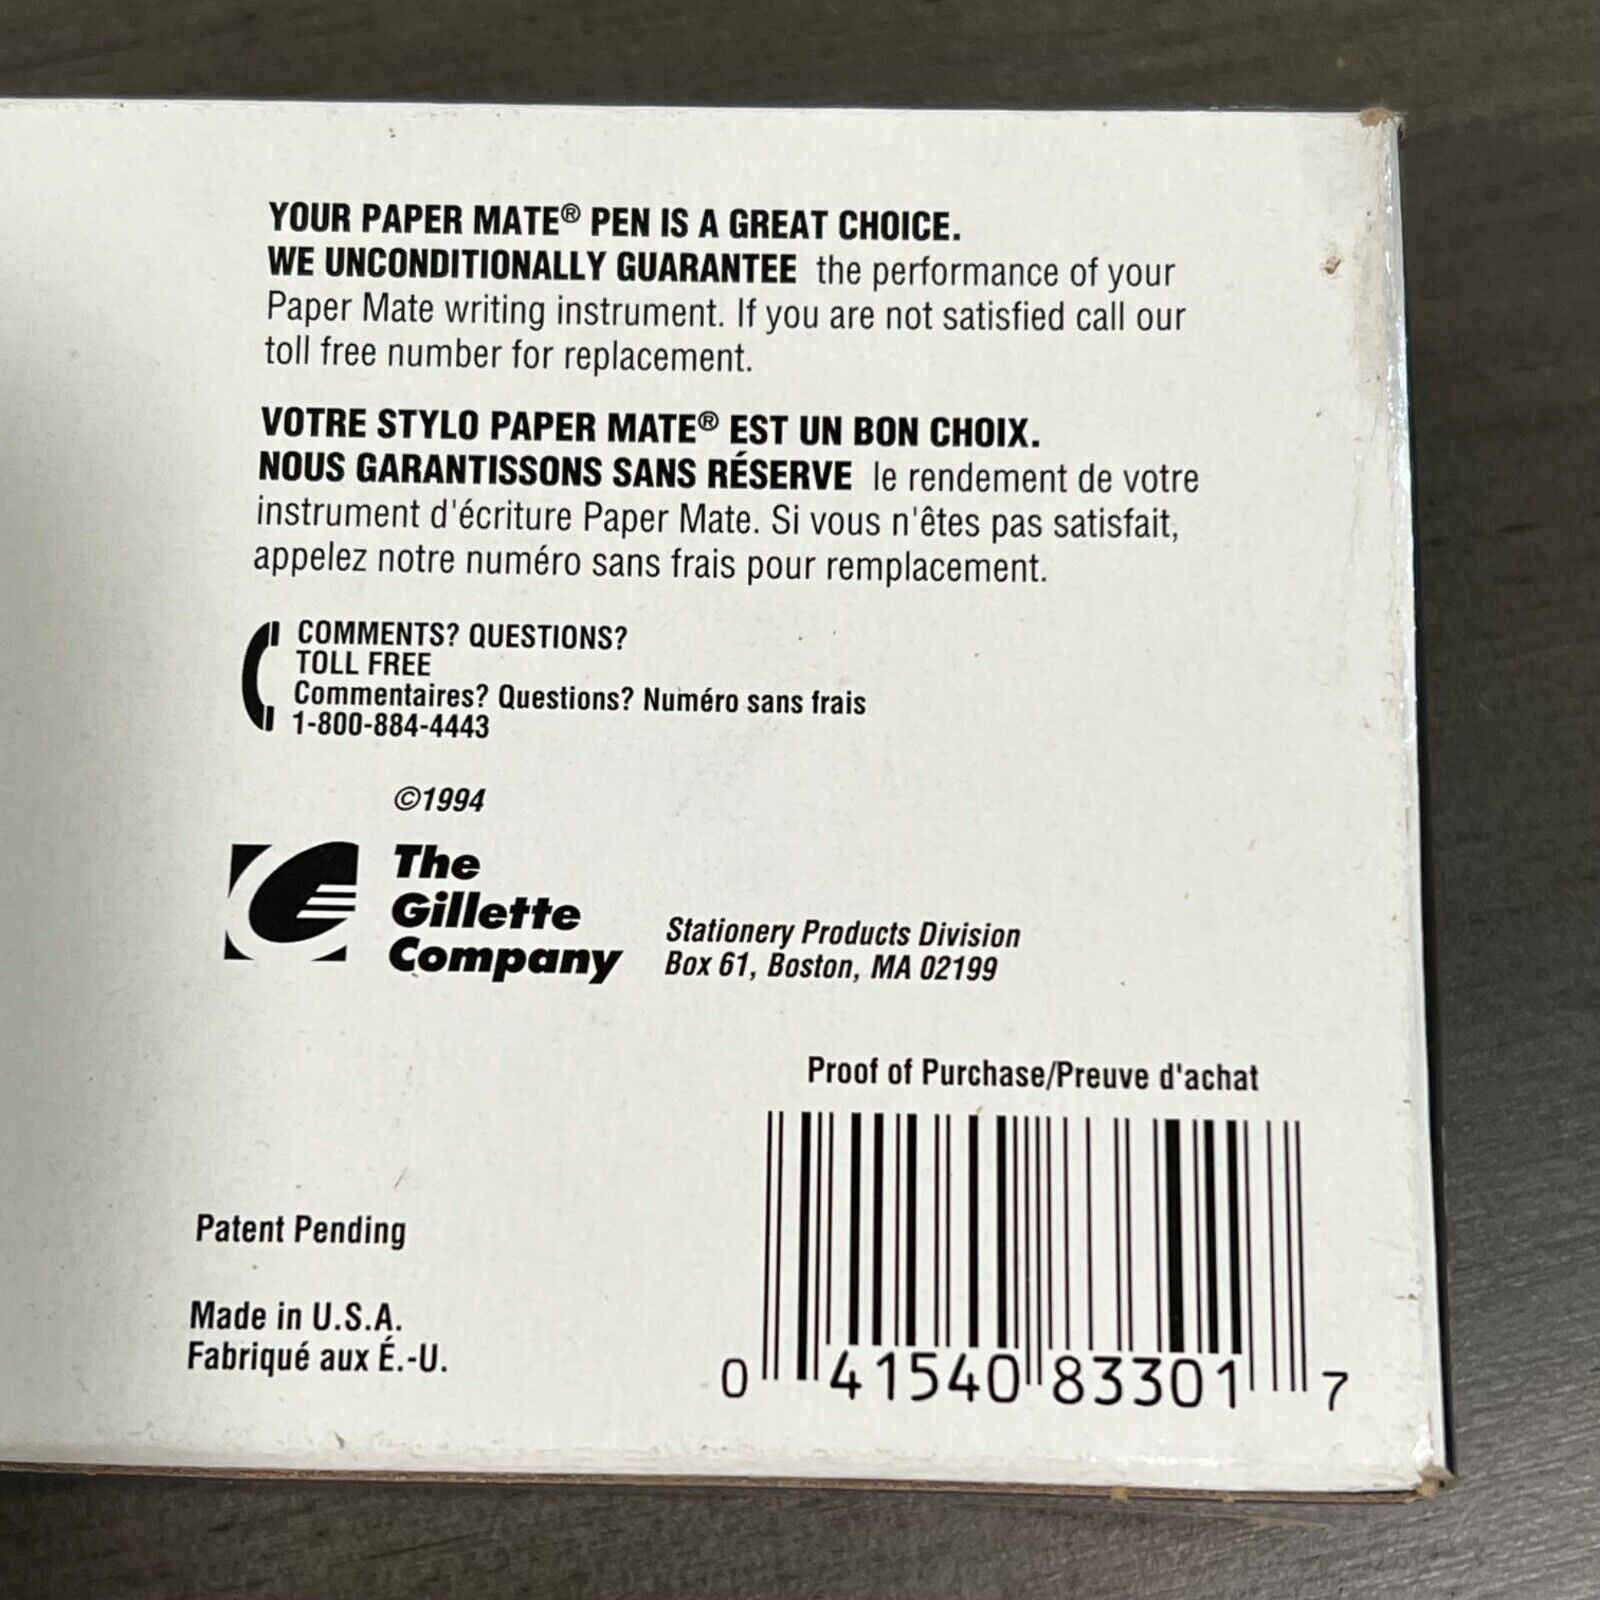 YOUR PAPER MATE® PEN IS A GREAT CHOICE.
WE UNCONDITIONALLY GUARANTEE the performance of your
Paper Mate writing instrument. If you are not satisfied call our
toll free number for replacement.
VOTRE STYLO PAPER MATE® EST UN BON CHOIX.
NOUS GARANTISSONS SANS RÉSERVE le rendement de votre
instrument d'écriture Paper Mate. Si vous n'êtes pas satisfait,
appelez notre numéro sans frais pour remplacement.
COMMENTS? QUESTIONS?
TOLL FREE
Commentaires? Questions? Numéro sans frais
1-800-884-4443
©1994
The
Gillette
Company
Stationery Products Division
Box 61, Boston, MA 02199
Proof of Purchase/Preuve d'achat
Patent Pending
Made in U.S.A.
Fabriqué aux É.-U.
0 41540 83301 7